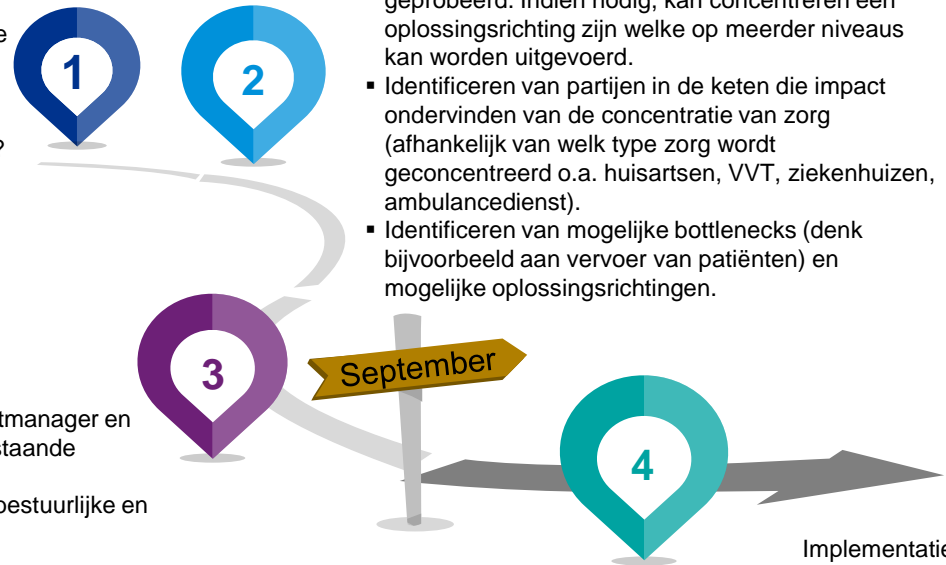 e
?
1
2
geprobeerd. Indien nodig, kan concentreren een
oplossingsrichting zijn welke op meerder niveaus
kan worden uitgevoerd.
▪ Identificeren van partijen in de keten die impact
ondervinden van de concentratie van zorg
(afhankelijk van welk type zorg wordt
geconcentreerd o.a. huisartsen, VVT, ziekenhuizen,
ambulancedienst).
▪ Identificeren van mogelijke bottlenecks (denk
bijvoorbeeld aan vervoer van patiënten) en
mogelijke oplossingsrichtingen.
3
September
tmanager en
staande
bestuurlijke en
4
Implementatie